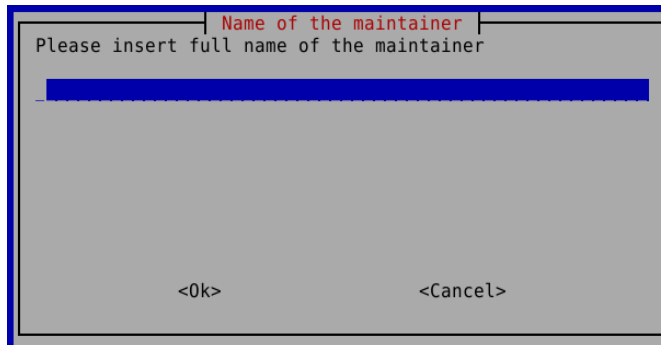 Name of the maintainer
Please insert full name of the maintainer
<Ok> <Cancel>